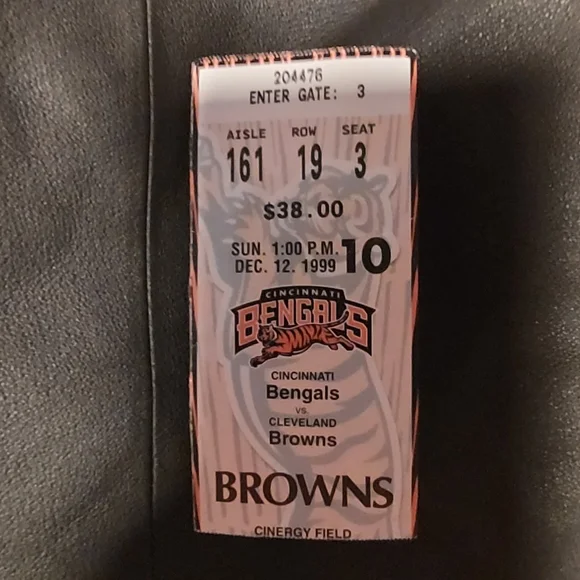 204476
ENTER GATE: 3
AISLE ROW SEAT
161 19 3
$38.00
SUN. 1:00 P.M.
DEC. 12. 1999
10
CINCINNATI
BENGALS
CINCINNATI
Bengals
vs.
CLEVELAND
Browns
BROWNS
CINERGY FIELD